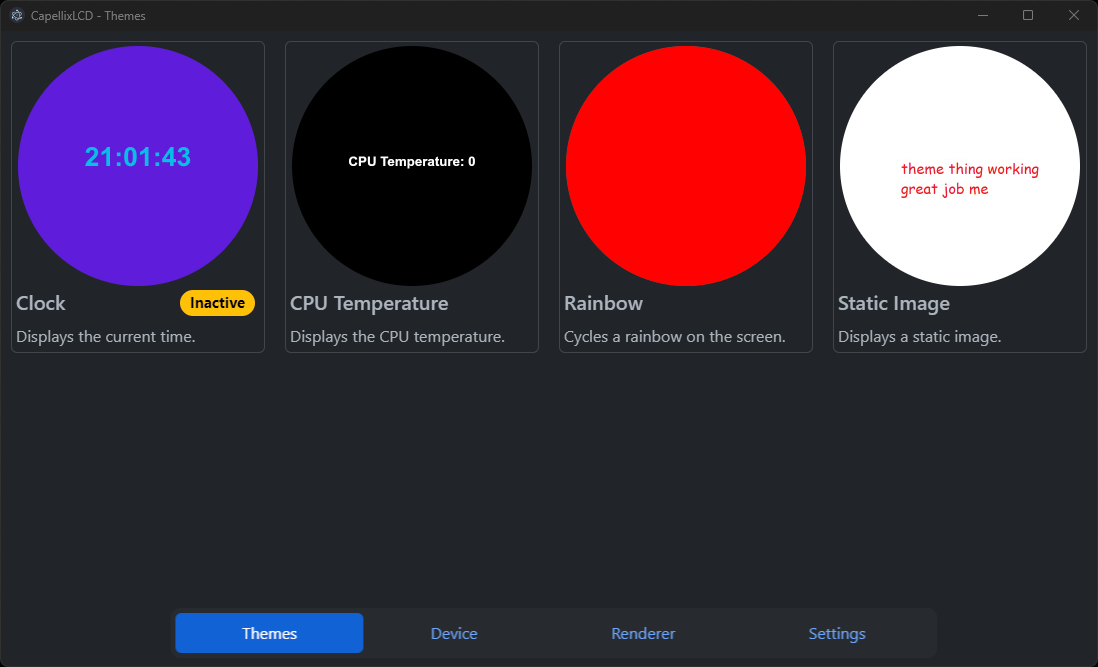 CapellixLCD - Themes
21:01:43
CPU Temperature: 0
theme thing working
great job me
Clock
Inactive
Displays the current time.
CPU Temperature
Displays the CPU temperature.
Rainbow
Cycles a rainbow on the screen.
Static Image
Displays a static image.
Themes
Device
Renderer
Settings